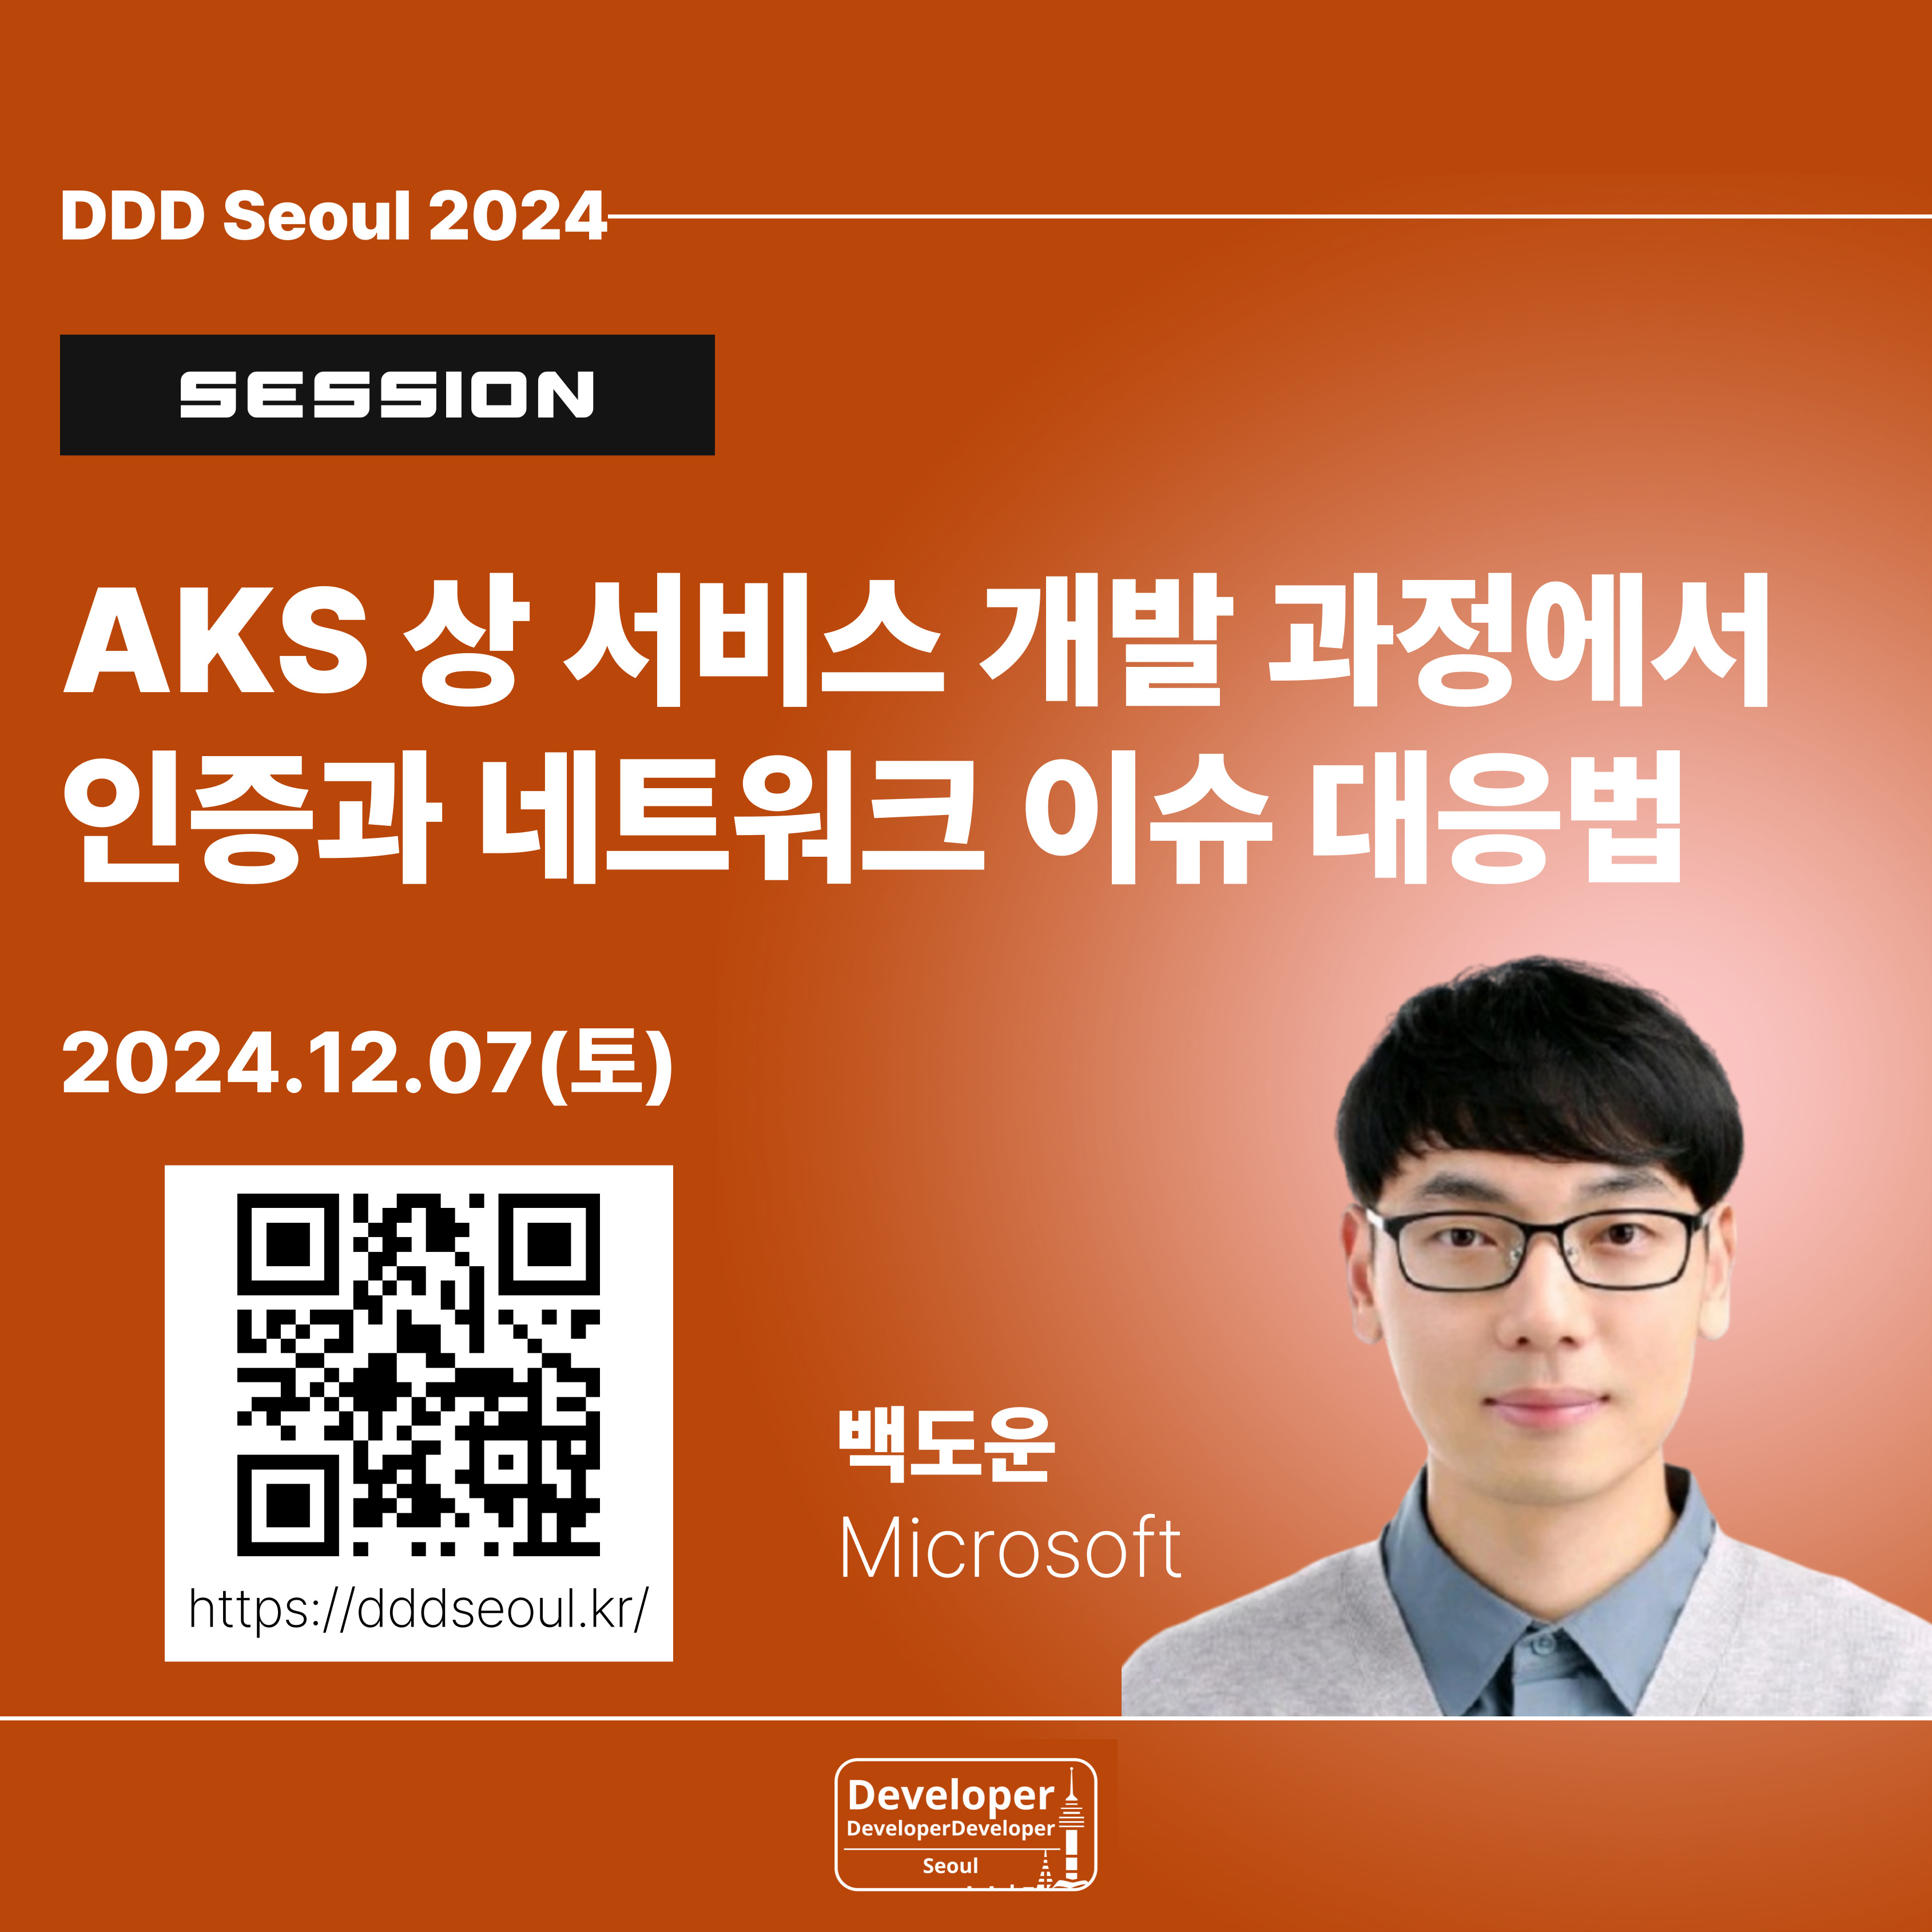 DDD Seoul 2024
SESSION
AKS 상 서비스 개발 과정에서
인증과 네트워크 이슈 대응법
2024.12.07(토)
https://dddseoul.kr/
백도운
Microsoft
Developer
DeveloperDeveloper
Seoul